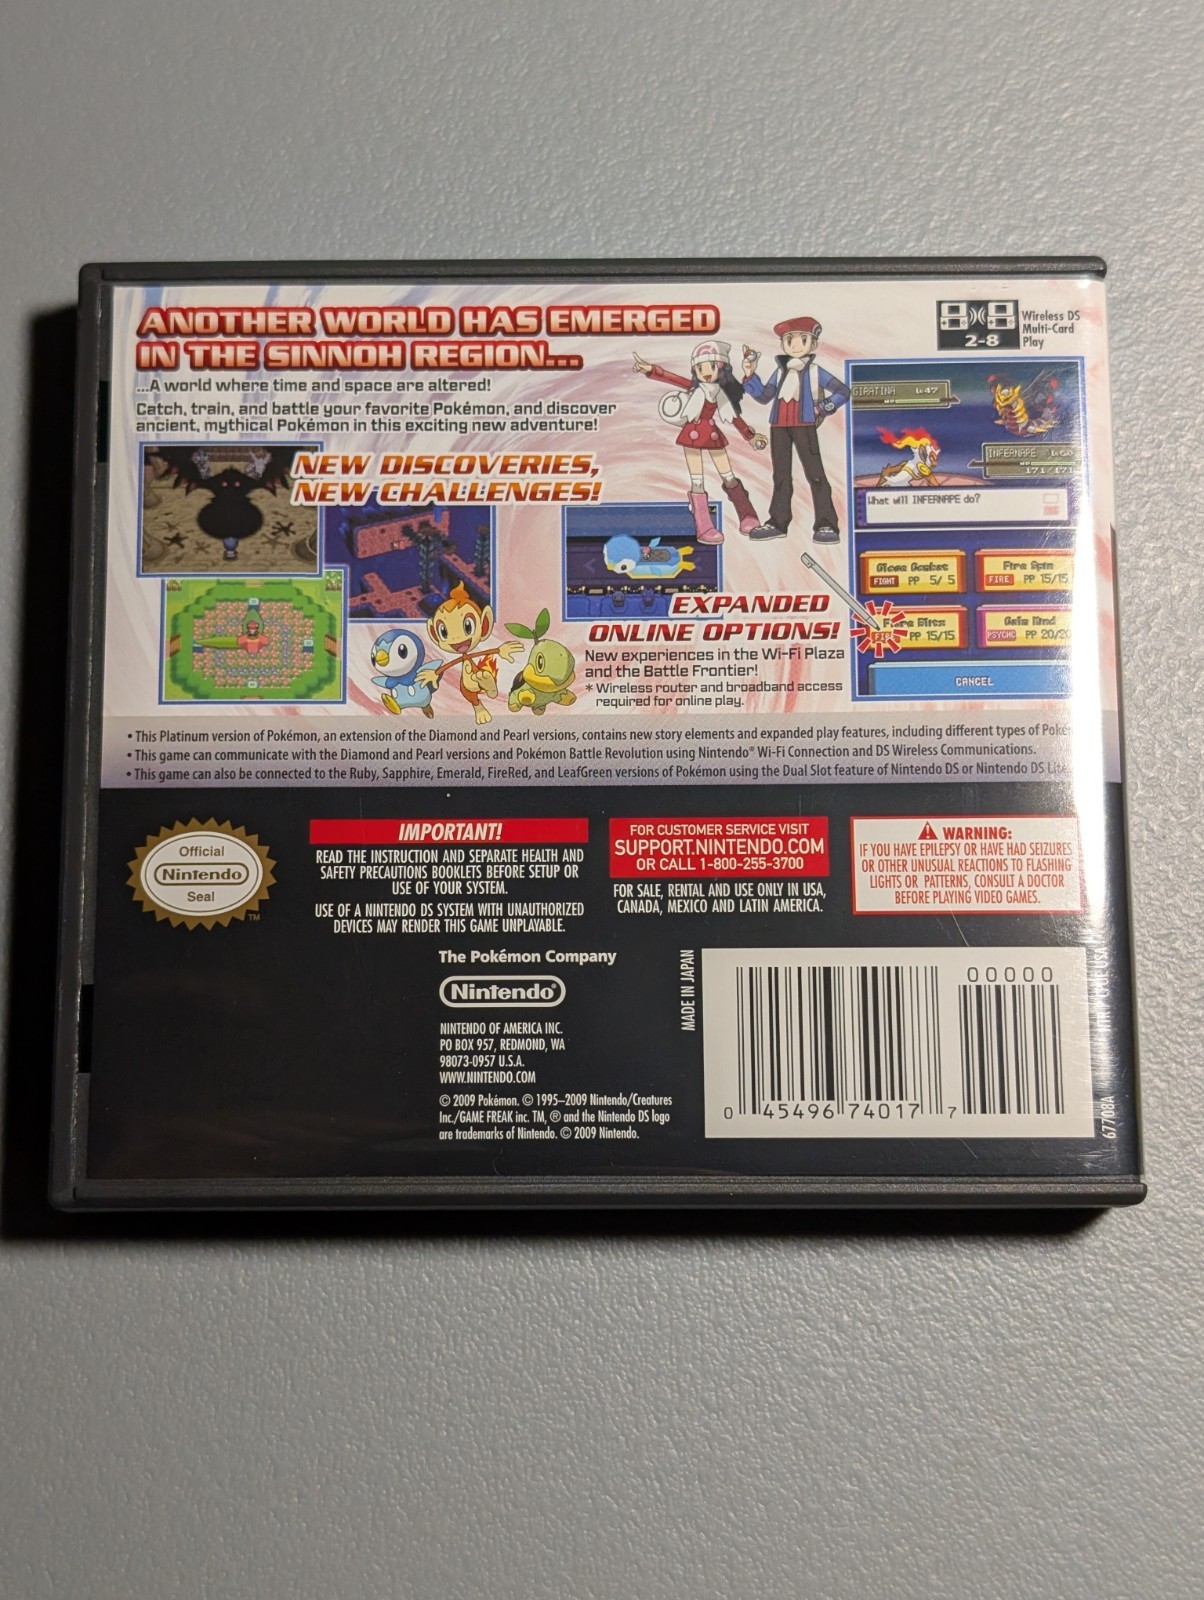 ANOTHER WORLD HAS EMERGED
IN THE SINNOH REGION...
...A world where time and space are altered!
Catch, train, and battle your favorite Pokémon, and discover
ancient, mythical Pokémon in this exciting new adventure!
NEW DISCOVERIES,
NEW CHALLENGES!
2-8
Wireless DS
Multi-Card
Play
GIRATINA Lv47
INFERNAPE
171/171
What will INFERNAPE do?
Close Combat
FIGHT PP 5/ 5
Fire Spin
FIRE PP 15/15
Flare Blitz
FIRE PP 15/15
Calm Mind
PSYCHC PP 20/20
CANCEL
EXPANDED
ONLINE OPTIONS!
New experiences in the Wi-Fi Plaza
and the Battle Frontier!
* Wireless router and broadband access
required for online play.
• This Platinum version of Pokémon, an extension of the Diamond and Pearl versions, contains new story elements and expanded play features, including different types of Poké
• This game can communicate with the Diamond and Pearl versions and Pokémon Battle Revolution using Nintendo® Wi-Fi Connection and DS Wireless Communications.
• This game can also be connected to the Ruby, Sapphire, Emerald, FireRed, and LeafGreen versions of Pokémon using the Dual Slot feature of Nintendo DS or Nintendo DS Lite.
Official
Nintendo
Seal
TM
IMPORTANT!
READ THE INSTRUCTION AND SEPARATE HEALTH AND
SAFETY PRECAUTIONS BOOKLETS BEFORE SETUP OR
USE OF YOUR SYSTEM.
USE OF A NINTENDO DS SYSTEM WITH UNAUTHORIZED
DEVICES MAY RENDER THIS GAME UNPLAYABLE.
FOR CUSTOMER SERVICE VISIT
SUPPORT.NINTENDO.COM
OR CALL 1-800-255-3700
FOR SALE, RENTAL AND USE ONLY IN USA,
CANADA, MEXICO AND LATIN AMERICA.
WARNING:
IF YOU HAVE EPILEPSY OR HAVE HAD SEIZURES
OR OTHER UNUSUAL REACTIONS TO FLASHING
LIGHTS OR PATTERNS, CONSULT A DOCTOR
BEFORE PLAYING VIDEO GAMES.
The Pokémon Company
Nintendo®
NINTENDO OF AMERICA INC.
PO BOX 957, REDMOND, WA
98073-0957 U.S.A.
WWW.NINTENDO.COM
© 2009 Pokémon. © 1995–2009 Nintendo/Creatures
Inc./GAME FREAK inc. TM, ® and the Nintendo DS logo
are trademarks of Nintendo. © 2009 Nintendo.
MADE IN JAPAN
00000
0 45496 74017 7
67708A